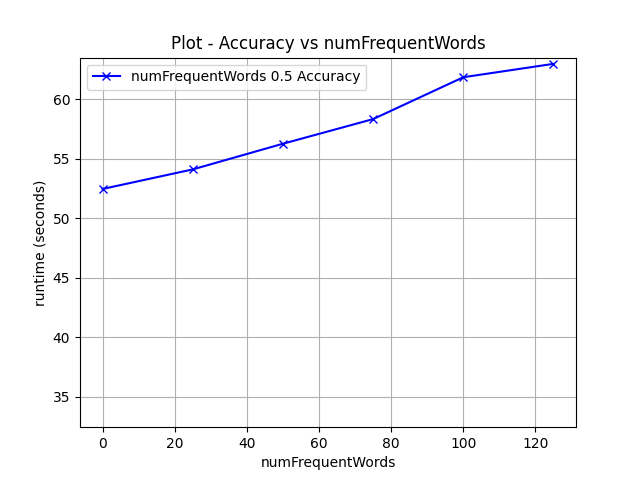 Plot - Accuracy vs numFrequentWords
numFrequentWords 0.5 Accuracy
runtime (seconds)
60
55
50
45
40
35
0 20 40 60 80 100 120
numFrequentWords